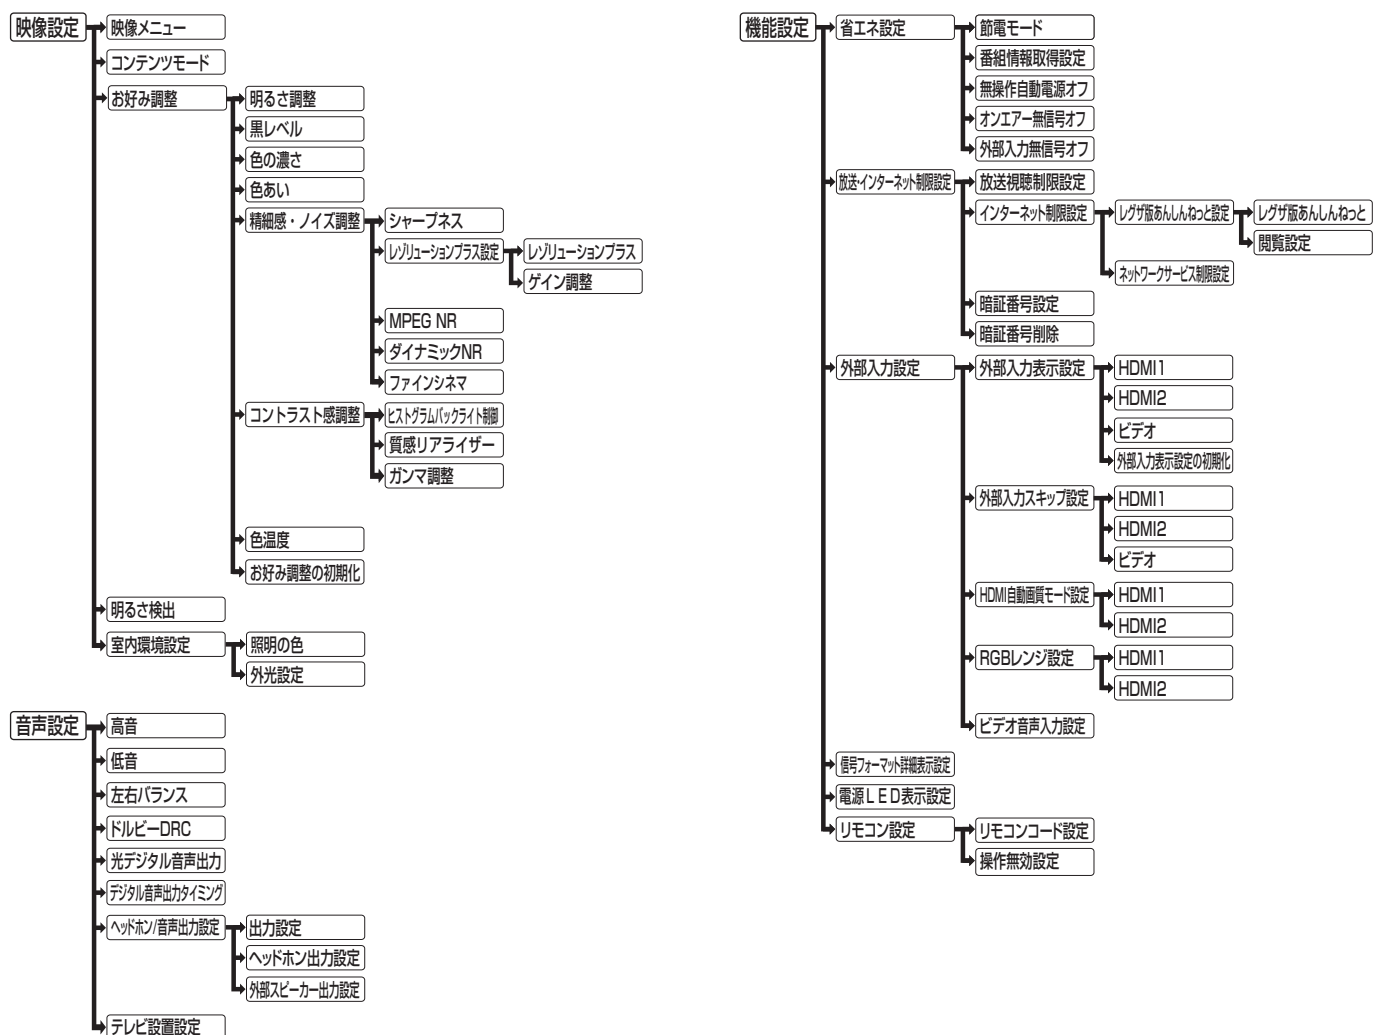 映像設定
映像メニュー
コンテンツモード
お好み調整
明るさ調整
黒レベル
色の濃さ
色あい
精細感・ノイズ調整
シャープネス
レゾリューションプラス設定
レゾリューションプラス
ゲイン調整
MPEG NR
ダイナミックNR
ファインシネマ
コントラスト感調整
ヒストグラムバックライト制御
質感リアライザー
ガンマ調整
色温度
お好み調整の初期化
明るさ検出
室内環境設定
照明の色
外光設定
音声設定
高音
低音
左右バランス
ドルビーDRC
光デジタル音声出力
デジタル音声出力タイミング
ヘッドホン/音声出力設定
出力設定
ヘッドホン出力設定
外部スピーカー出力設定
テレビ設置設定
機能設定
省エネ設定
節電モード
番組情報取得設定
無操作自動電源オフ
オンエアー無信号オフ
外部入力無信号オフ
放送・インターネット制限設定
放送視聴制限設定
インターネット制限設定
レグザ版あんしんねっと設定
レグザ版あんしんねっと
閲覧設定
ネットワークサービス制限設定
暗証番号設定
暗証番号削除
外部入力設定
外部入力表示設定
HDMI1
HDMI2
ビデオ
外部入力表示設定の初期化
外部入力スキップ設定
HDMI1
HDMI2
ビデオ
HDMI自動画質モード設定
HDMI1
HDMI2
RGBレンジ設定
HDMI1
HDMI2
ビデオ音声入力設定
信号フォーマット詳細表示設定
電源ＬＥＤ表示設定
リモコン設定
リモコンコード設定
操作無効設定